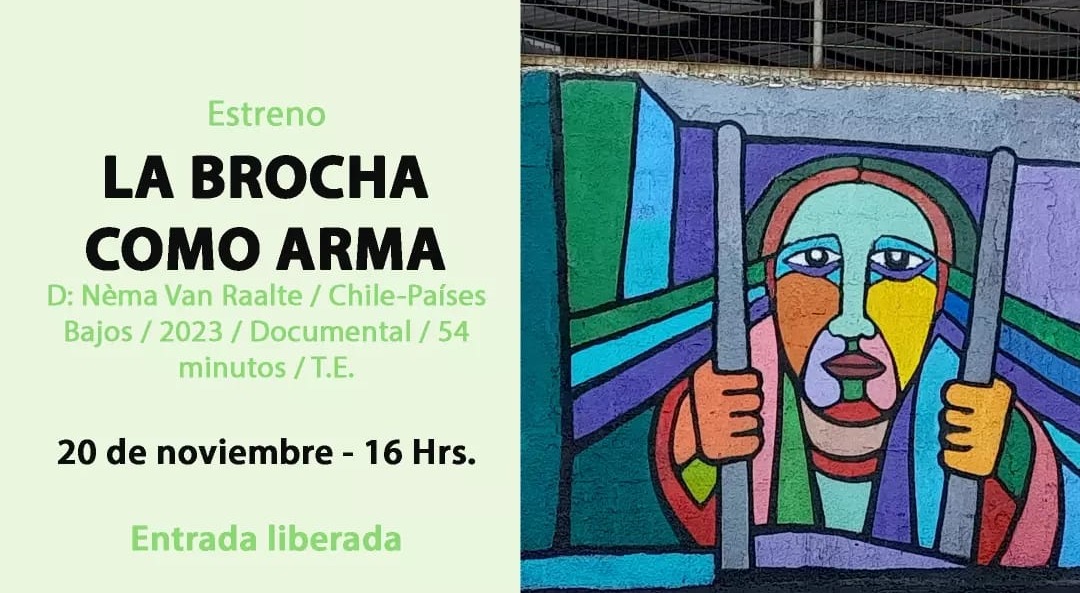 Estreno
LA BROCHA
COMO ARMA
D: Nèma Van Raalte / Chile-Países
Bajos / 2023 / Documental / 54
minutos / T.E.
20 de noviembre - 16 Hrs.
Entrada liberada